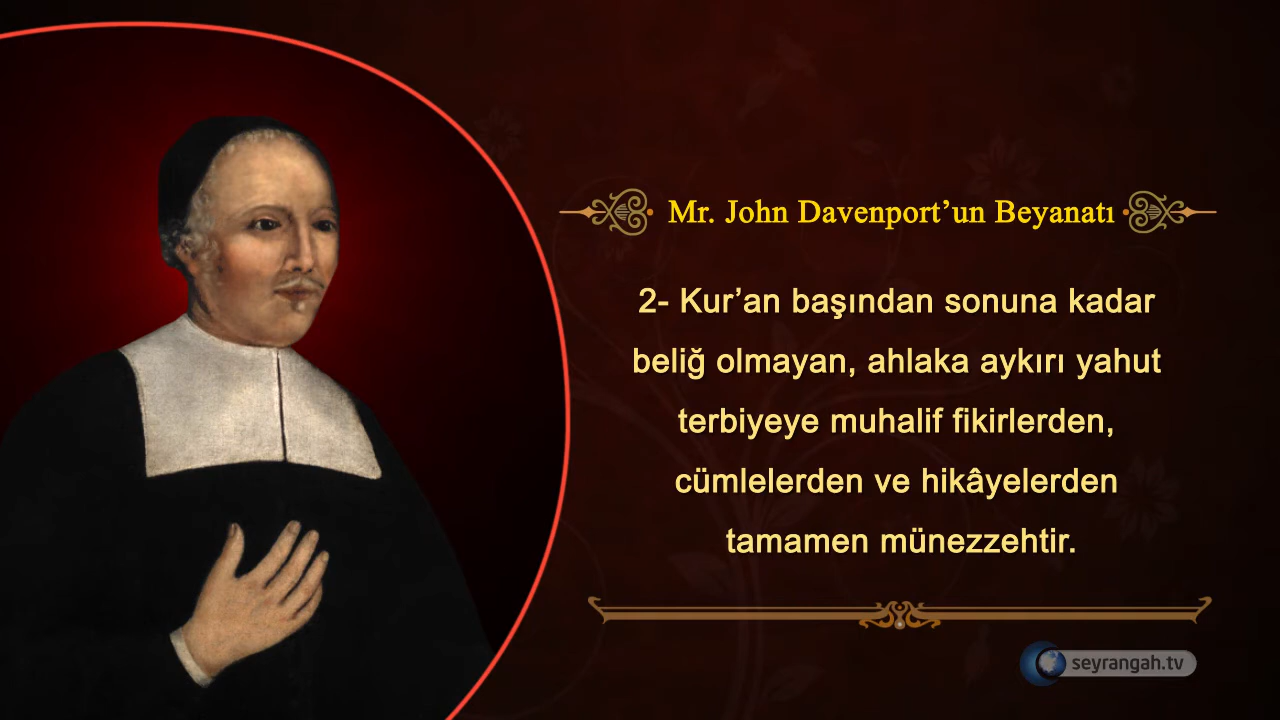 Mr. John Davenport’un Beyanatı
2- Kur’an başından sonuna kadar
beliğ olmayan, ahlaka aykırı yahut
terbiyeye muhalif fikirlerden,
cümlelerden ve hikâyelerden
tamamen münezzehtir.
seyrangah.tv